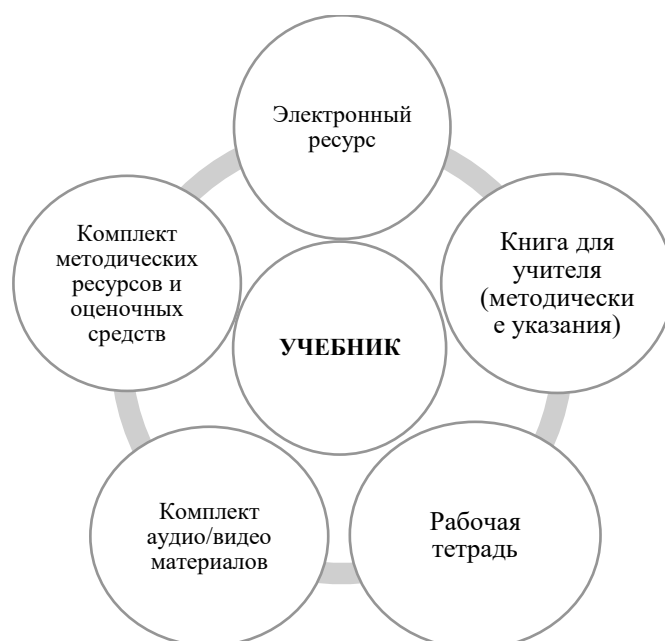 Электронный
ресурс
Комплект
методических
ресурсов и
оценочных
средств
Книга для
учителя
(методически
е указания)
УЧЕБНИК
Комплект
аудио/видео
материалов
Рабочая
тетрадь